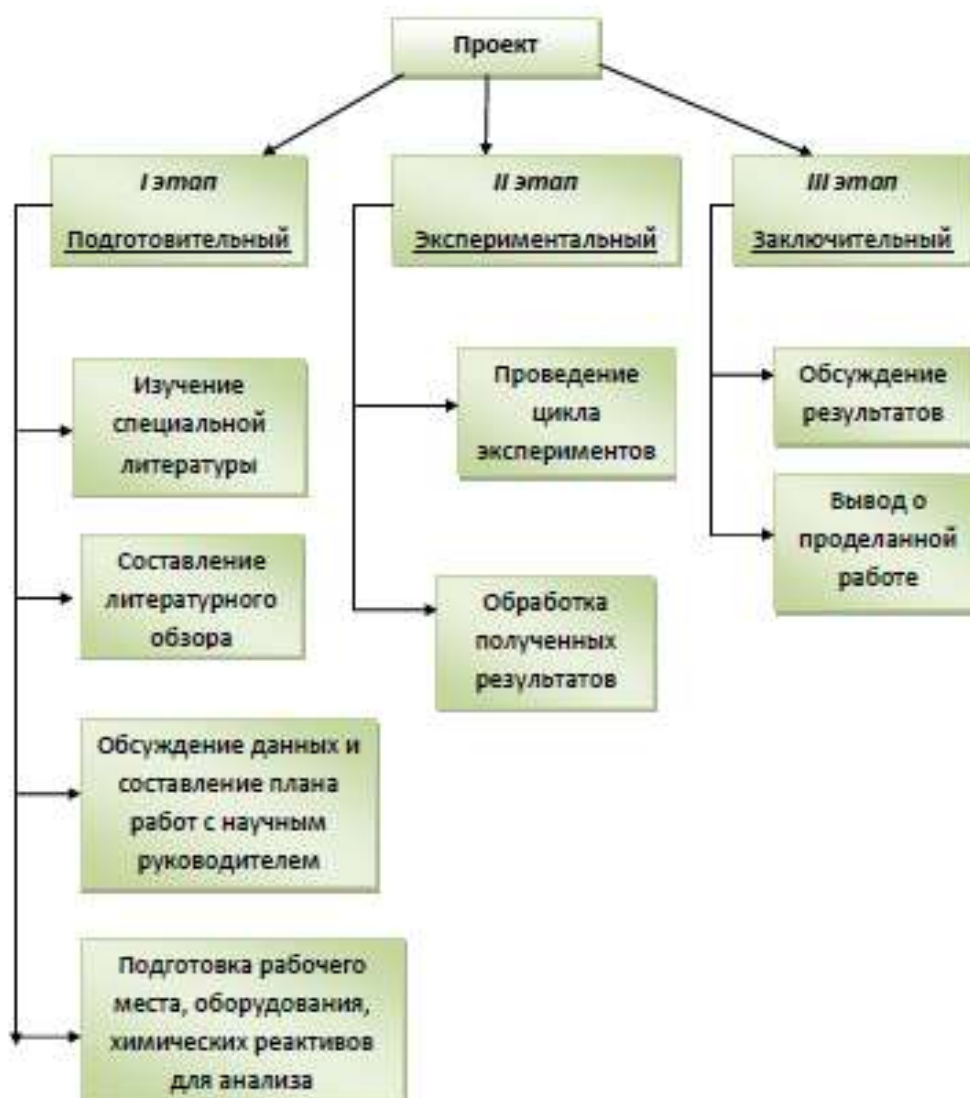 Проект
I этап
Подготовительный
Изучение
специальной
литературы
Составление
литературного
обзора
Обсуждение данных и
составление плана
работ с научным
руководителем
Подготовка рабочего
места, оборудования,
химических реактивов
для анализа
II этап
Экспериментальный
Проведение
цикла
экспериментов
Обработка
полученных
результатов
III этап
Заключительный
Обсуждение
результатов
Вывод о
проделанной
работе